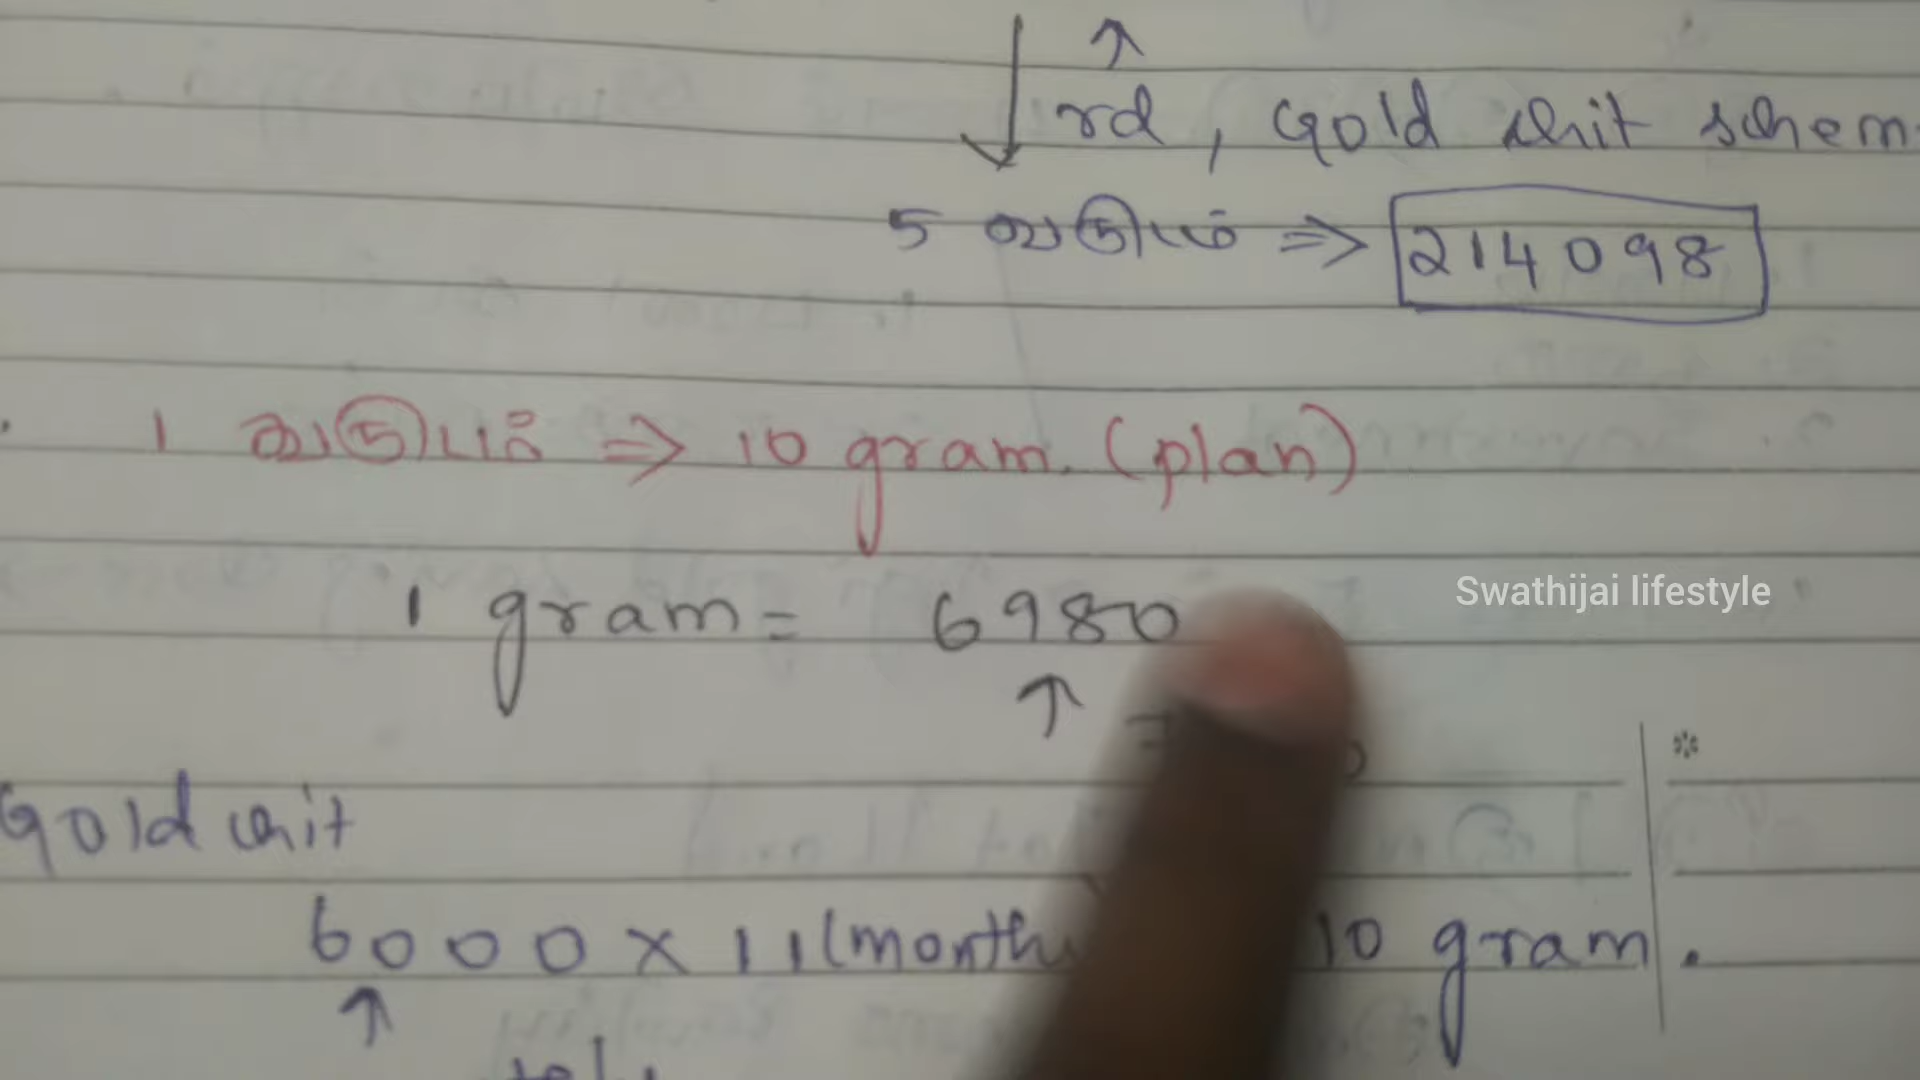 ↑
↓ rd, Gold chit schem
5 வருடம் ⇒ 214098
1 வருடம் ⇒ 10 gram. (plan)
1 gram = 6980
Swathijai lifestyle
↑ =
*
Gold chit
6000 x 11 (month 10 gram.
↑